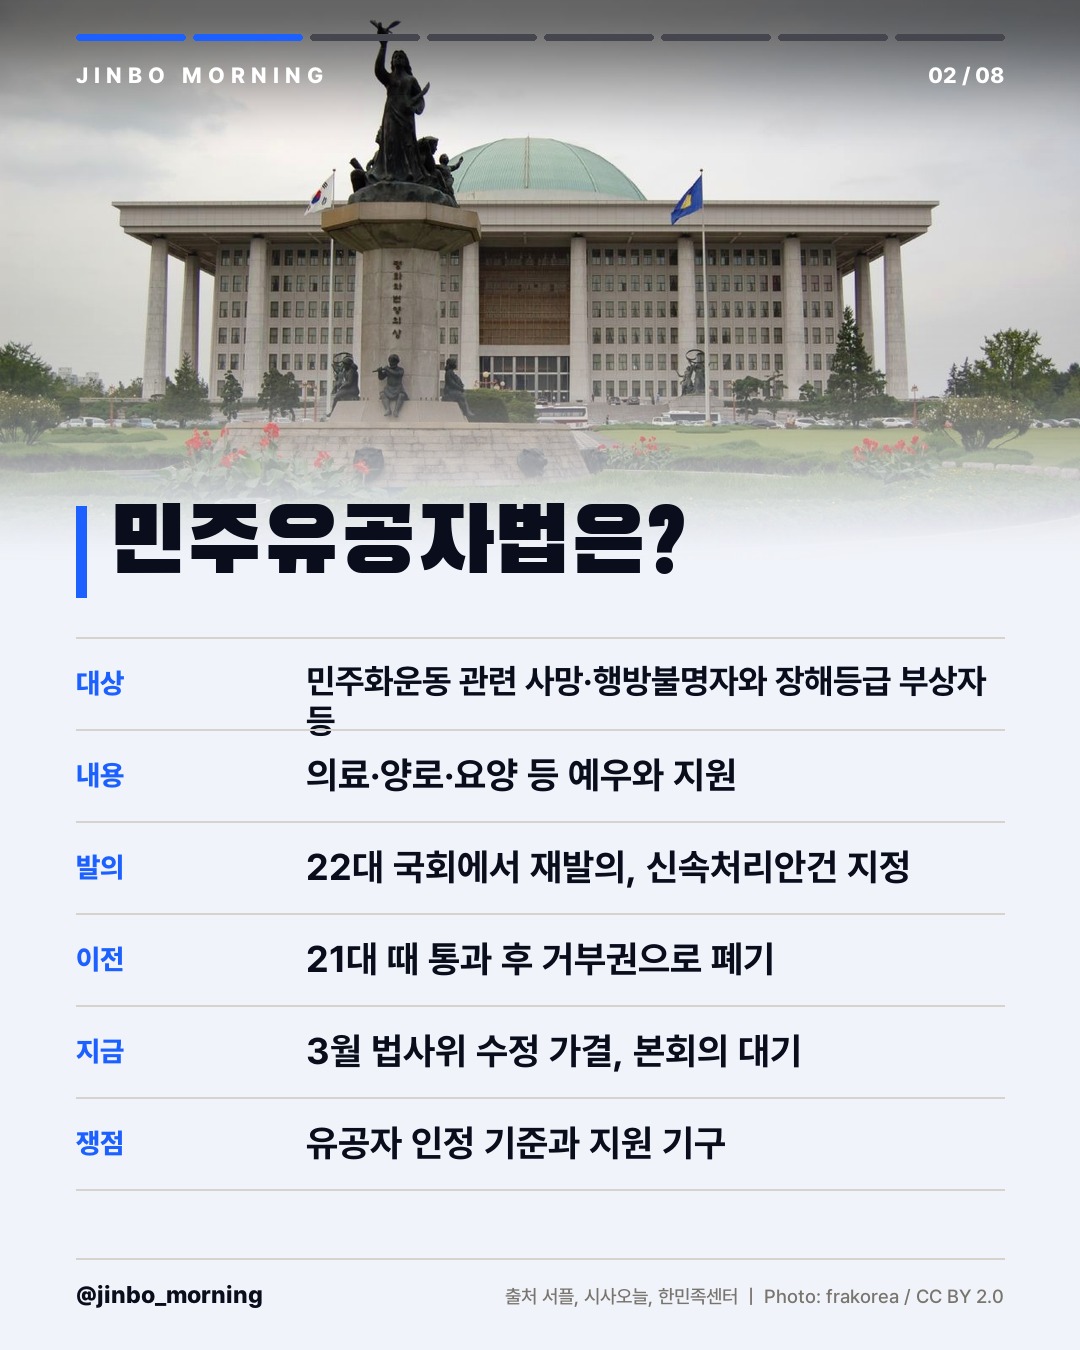 JINBO MORNING
02 / 08
평화와번영의상
민주유공자법은?
대상
민주화운동 관련 사망·행방불명자와 장해등급 부상자
등
내용
의료·양로·요양 등 예우와 지원
발의
22대 국회에서 재발의, 신속처리안건 지정
이전
21대 때 통과 후 거부권으로 폐기
지금
3월 법사위 수정 가결, 본회의 대기
쟁점
유공자 인정 기준과 지원 기구
@jinbo_morning
출처 서플, 시사오늘, 한민족센터 | Photo: frakorea / CC BY 2.0